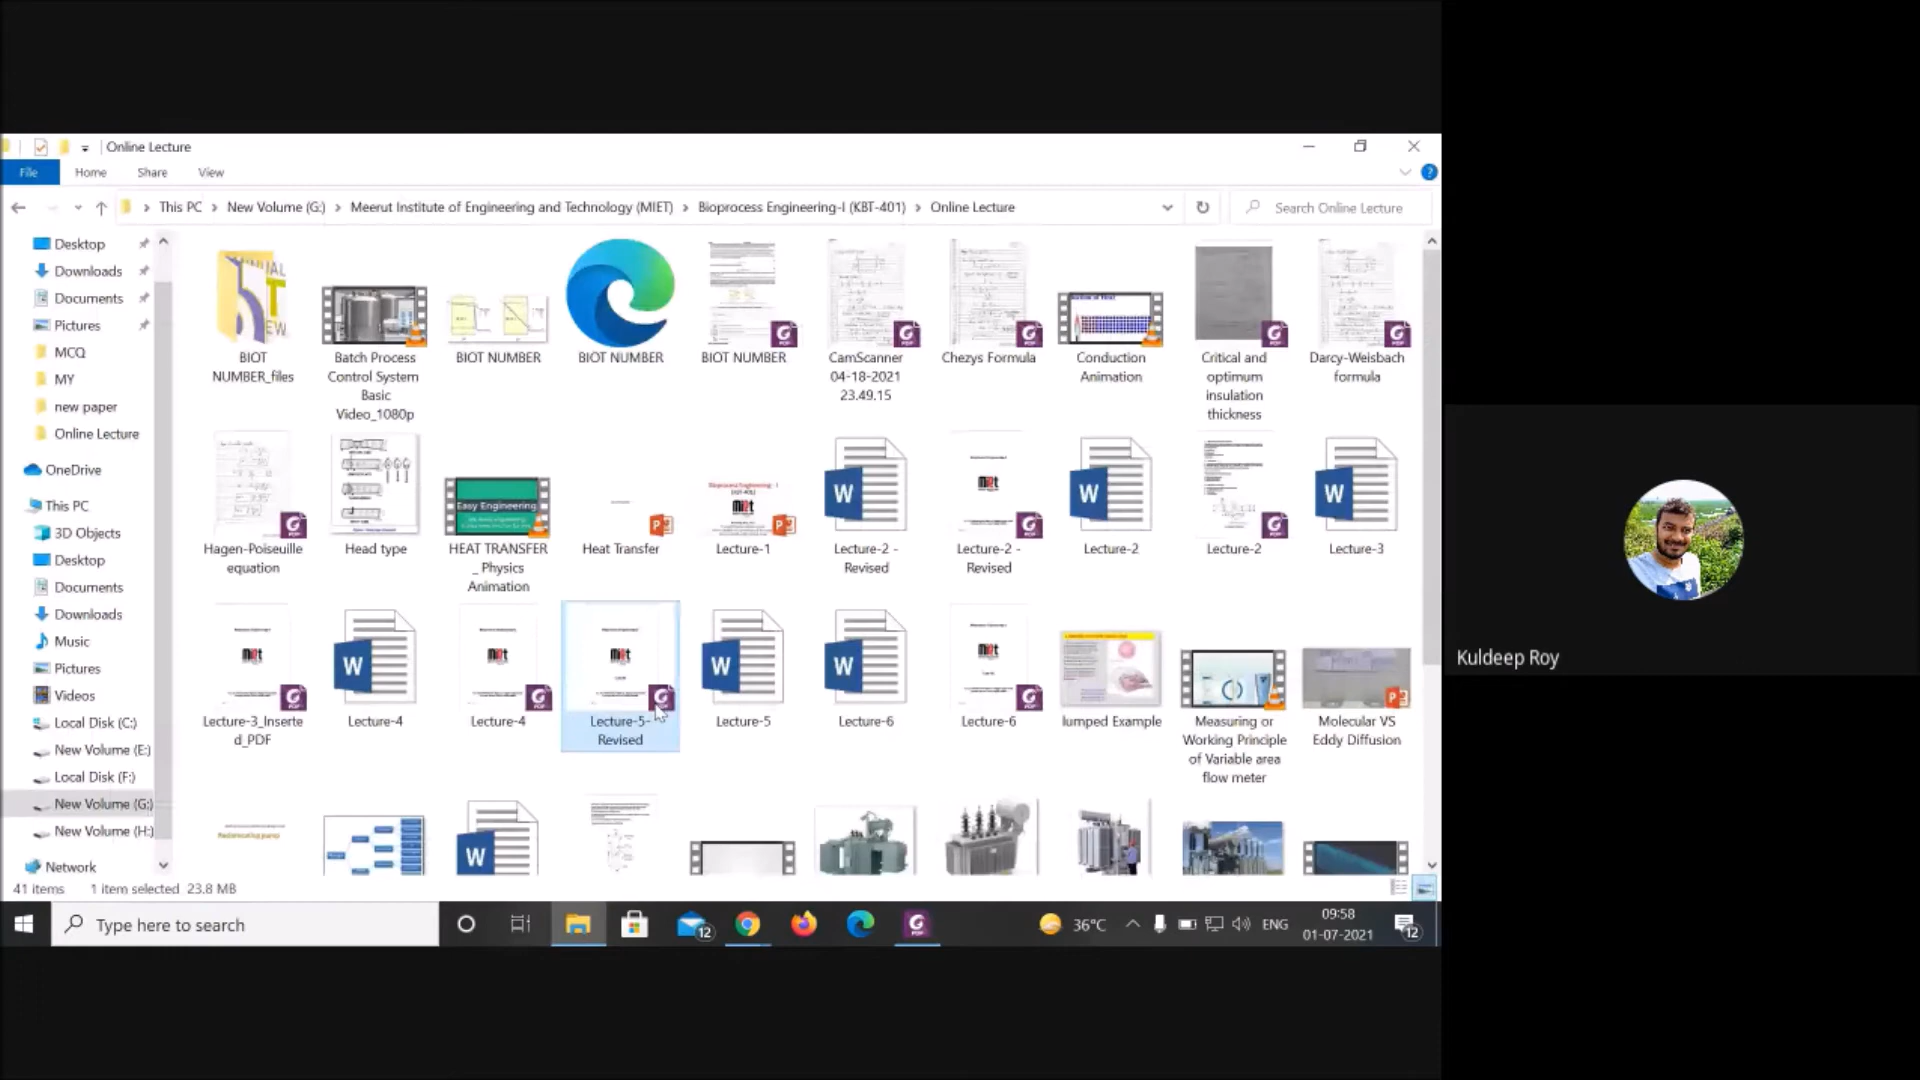 Online Lecture
File Home Share View
This PC New Volume (G:) Meerut Institute of Engineering and Technology (MIET) Bioprocess Engineering-I (KBT-401) Online Lecture
Search Online Lecture
Desktop
Downloads
Documents
Pictures
MCQ
MY
new paper
Online Lecture
OneDrive
This PC
3D Objects
Desktop
Documents
Downloads
Music
Pictures
Videos
Local Disk (C:)
New Volume (E:)
Local Disk (F:)
New Volume (G:)
New Volume (H:)
Network
BIOT
NUMBER_files
Batch Process
Control System
Basic
Video_1080p
BIOT NUMBER
BIOT NUMBER
BIOT NUMBER
CamScanner
04-18-2021
23.49.15
Chezys Formula
Conduction
Animation
Critical and
optimum
insulation
thickness
Darcy-Weisbach
formula
Hagen-Poiseuille
equation
Head type
Easy Engineering
HEAT TRANSFER
_ Physics
Animation
Heat Transfer
Lecture-1
Lecture-2 -
Revised
Lecture-2 -
Revised
Lecture-2
Lecture-2
Lecture-3
Lecture-3_Inserte
d_PDF
Lecture-4
Lecture-4
Lecture-5-
Revised
Lecture-5
Lecture-6
Lecture-6
lumped Example
Measuring or
Working Principle
of Variable area
flow meter
Molecular VS
Eddy Diffusion
41 items 1 item selected 23.8 MB
Type here to search
12
36°C
ENG
09:58
01-07-2021
12
Kuldeep Roy